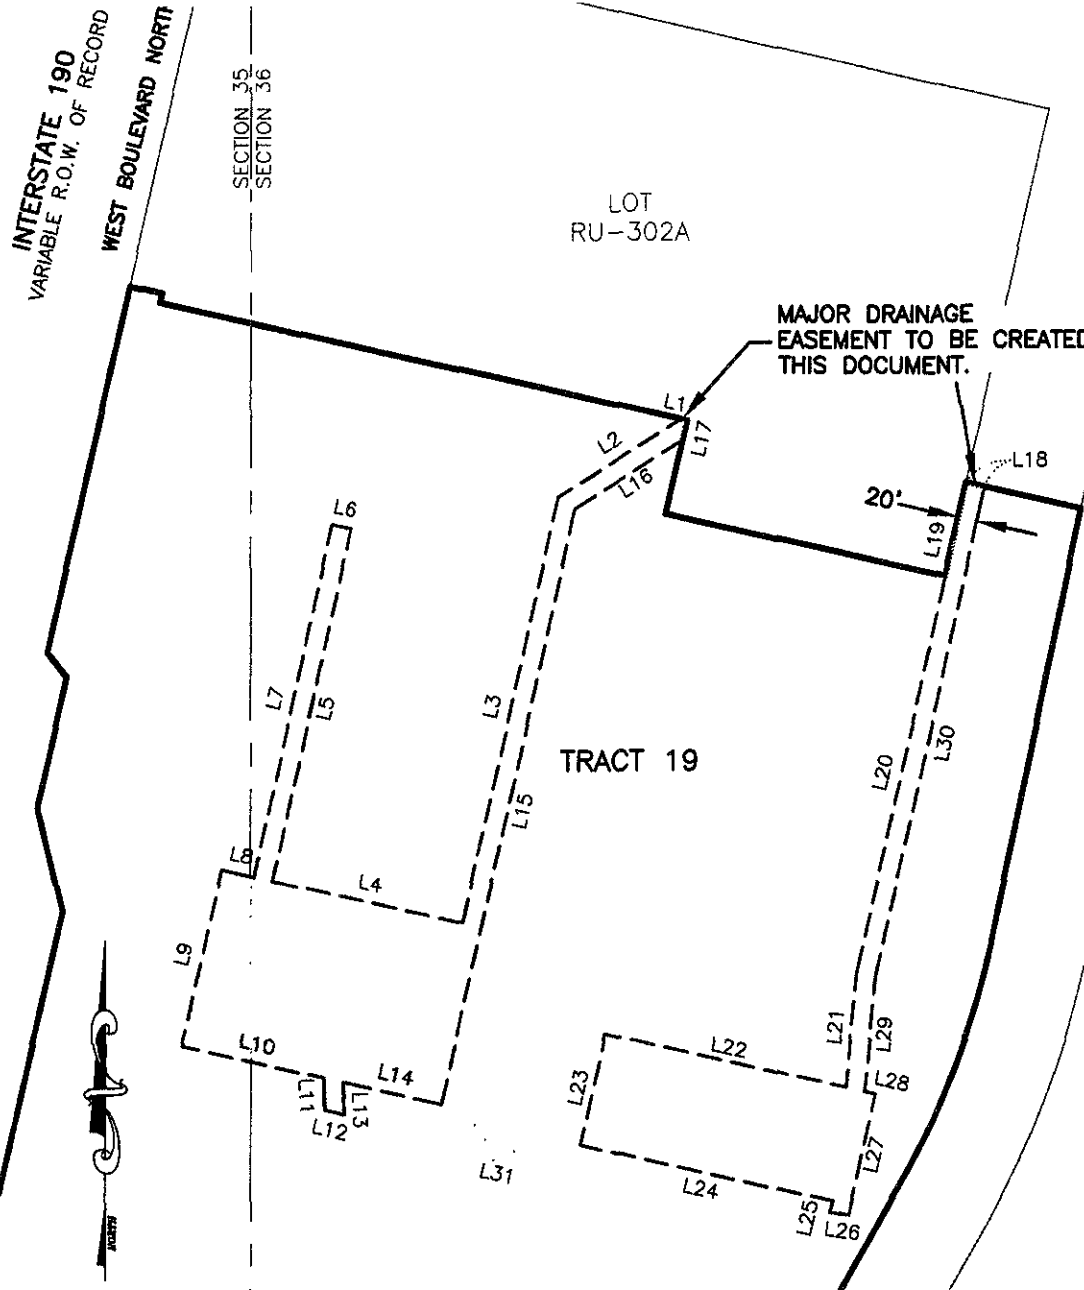 INTERSTATE 190
VARIABLE R.O.W. OF RECORD
WEST BOULEVARD NORTH
SECTION 35
SECTION 36
LOT
RU-302A
MAJOR DRAINAGE
EASEMENT TO BE CREATED
THIS DOCUMENT.
L1
L17
L2
L16
L18
20'
L19
L6
L7
L5
L3
L15
TRACT 19
L20
L30
L8
L4
L9
L10
L11
L12
L13
L14
L21
L29
L22
L28
L23
L27
L31
L24
L25
L26